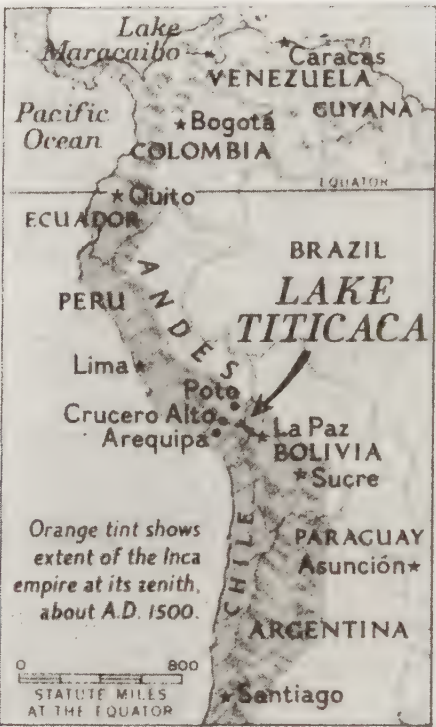 Lake
Maracaibo
Caracas
VENEZUELA
GUYANA
Pacific
Ocean
Bogotá
COLOMBIA
EQUATOR
Quito
ECUADOR
BRAZIL
ANDES
LAKE
TITICACA
PERU
Lima
Poto
Crucero Alto
La Paz
Arequipa
BOLIVIA
Sucre
Orange tint shows
extent of the Inca
empire at its zenith,
about A.D. 1500.
CHILE
PARAGUAY
Asunción
ARGENTINA
0 800
STATUTE MILES
AT THE EQUATOR
Santiago